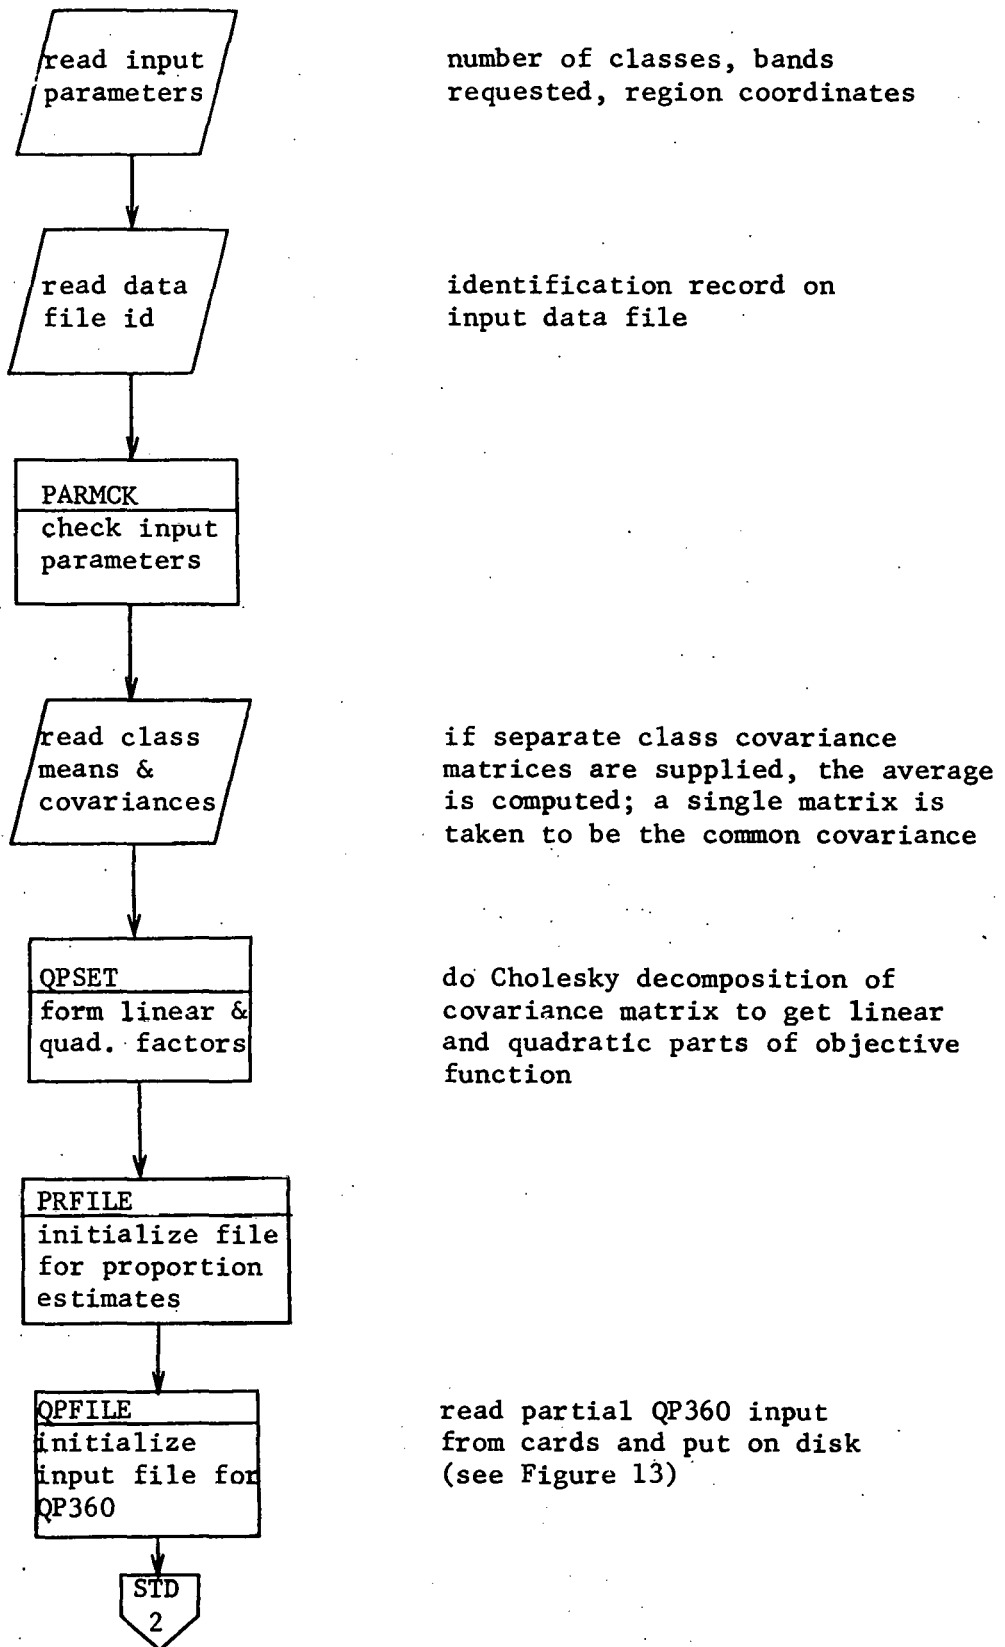 read input
parameters
number of classes, bands
requested, region coordinates
read data
file id
identification record on
input data file
PARMCK
check input
parameters
read class
means &
covariances
if separate class covariance
matrices are supplied, the average
is computed; a single matrix is
taken to be the common covariance
QPSET
form linear &
quad. factors
do Cholesky decomposition of
covariance matrix to get linear
and quadratic parts of objective
function
PRFILE
initialize file
for proportion
estimates
QPFILE
initialize
input file for
QP360
read partial QP360 input
from cards and put on disk
(see Figure 13)
STD
2